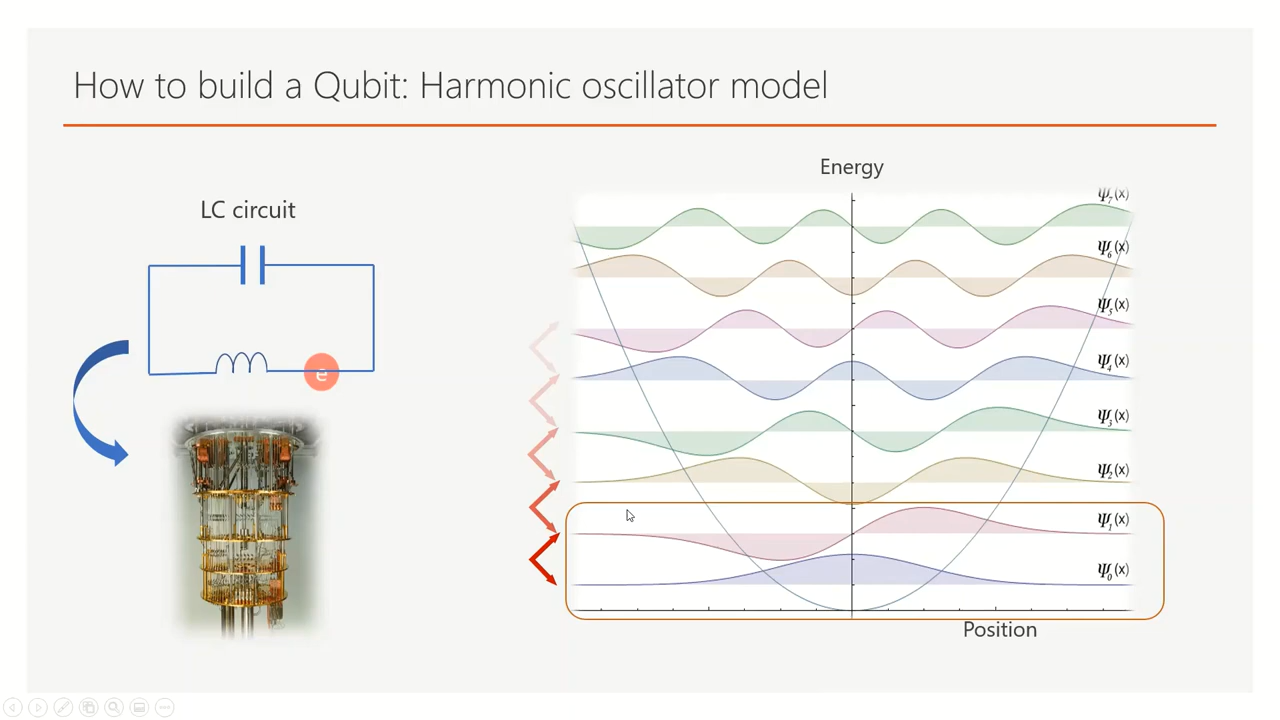 How to build a Qubit: Harmonic oscillator model
LC circuit
e
Energy
Ψ₇(x)
Ψ₆(x)
Ψ₅(x)
Ψ₄(x)
Ψ₃(x)
Ψ₂(x)
Ψ₁(x)
Ψ₀(x)
Position